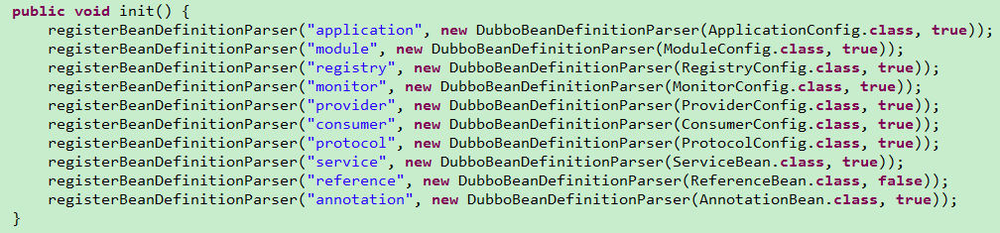 public void init() {
    registerBeanDefinitionParser("application", new DubboBeanDefinitionParser(ApplicationConfig.class, true));
    registerBeanDefinitionParser("module", new DubboBeanDefinitionParser(ModuleConfig.class, true));
    registerBeanDefinitionParser("registry", new DubboBeanDefinitionParser(RegistryConfig.class, true));
    registerBeanDefinitionParser("monitor", new DubboBeanDefinitionParser(MonitorConfig.class, true));
    registerBeanDefinitionParser("provider", new DubboBeanDefinitionParser(ProviderConfig.class, true));
    registerBeanDefinitionParser("consumer", new DubboBeanDefinitionParser(ConsumerConfig.class, true));
    registerBeanDefinitionParser("protocol", new DubboBeanDefinitionParser(ProtocolConfig.class, true));
    registerBeanDefinitionParser("service", new DubboBeanDefinitionParser(ServiceBean.class, true));
    registerBeanDefinitionParser("reference", new DubboBeanDefinitionParser(ReferenceBean.class, false));
    registerBeanDefinitionParser("annotation", new DubboBeanDefinitionParser(AnnotationBean.class, true));
}